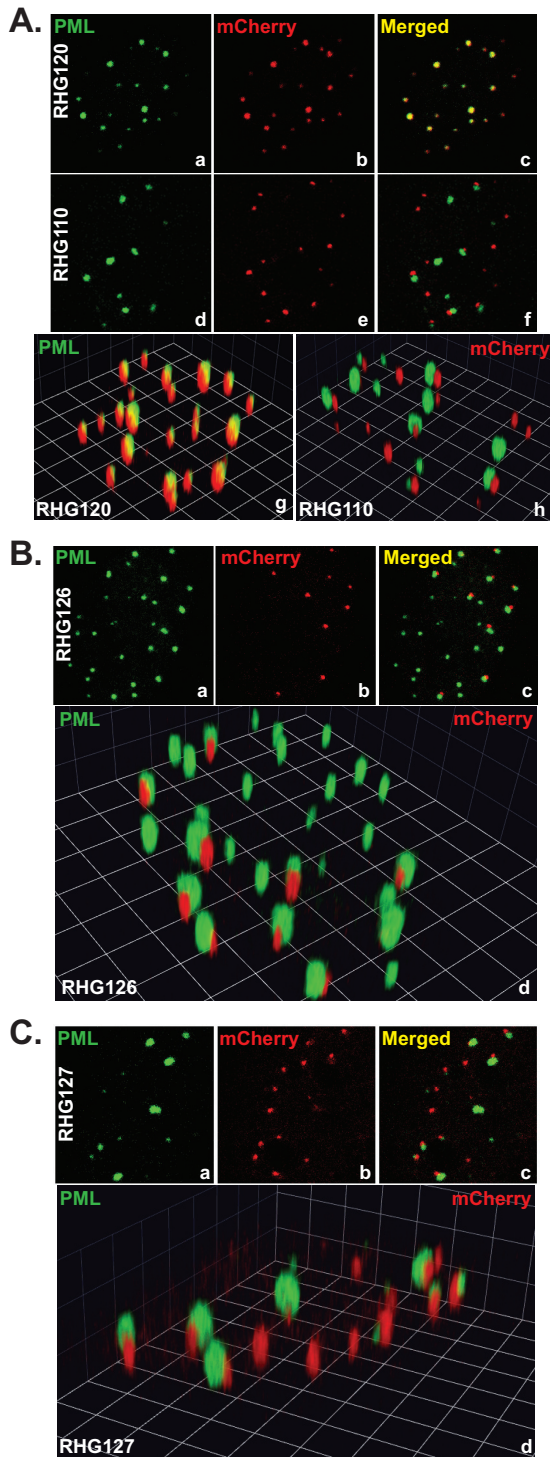 A.
PML mCherry Merged
RHG120
a b c
RHG110
d e f
PML mCherry
RHG120 g RHG110 h
B.
PML mCherry Merged
RHG126
a b c
PML mCherry
RHG126 d
C.
PML mCherry Merged
RHG127
a b c
PML mCherry
RHG127 d